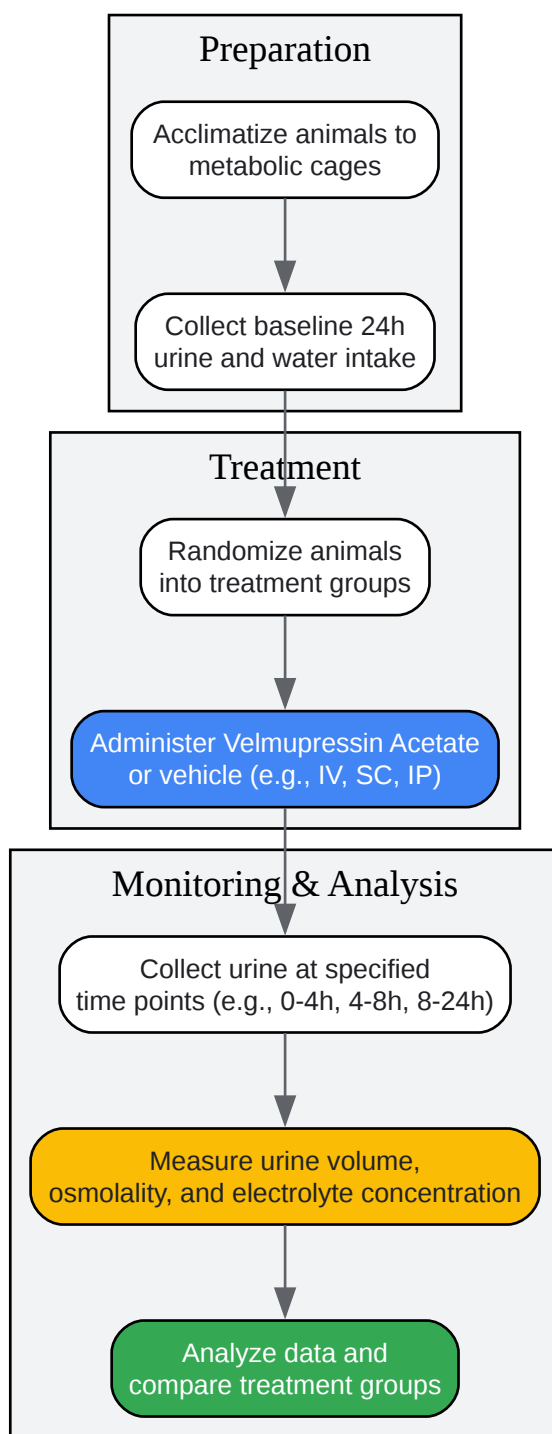 Preparation
Acclimatize animals to
metabolic cages
Collect baseline 24h
urine and water intake
Treatment
Randomize animals
into treatment groups
Administer Velmupressin Acetate
or vehicle (e.g., IV, SC, IP)
Monitoring & Analysis
Collect urine at specified
time points (e.g., 0-4h, 4-8h, 8-24h)
Measure urine volume,
osmolality, and electrolyte concentration
Analyze data and
compare treatment groups